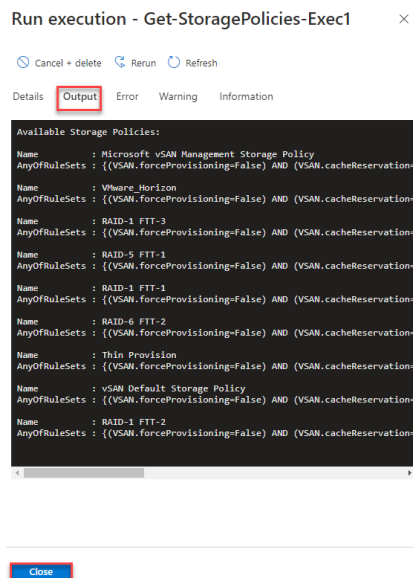 Run execution - Get-StoragePolicies-Exec1
Cancel + delete Rerun Refresh
Details Output Error Warning Information
Available Storage Policies:
Name : Microsoft vSAN Management Storage Policy
AnyOfRuleSets : {(VSAN.forceProvisioning=False) AND (VSAN.cacheReservation=
Name : VMware_Horizon
AnyOfRuleSets : {(VSAN.forceProvisioning=False) AND (VSAN.cacheReservation=
Name : RAID-1 FTT-3
AnyOfRuleSets : {(VSAN.forceProvisioning=False) AND (VSAN.cacheReservation=
Name : RAID-5 FTT-1
AnyOfRuleSets : {(VSAN.forceProvisioning=False) AND (VSAN.cacheReservation=
Name : RAID-1 FTT-1
AnyOfRuleSets : {(VSAN.forceProvisioning=False) AND (VSAN.cacheReservation=
Name : RAID-6 FTT-2
AnyOfRuleSets : {(VSAN.forceProvisioning=False) AND (VSAN.cacheReservation=
Name : Thin Provision
AnyOfRuleSets : {(VSAN.forceProvisioning=False) AND (VSAN.cacheReservation=
Name : vSAN Default Storage Policy
AnyOfRuleSets : {(VSAN.forceProvisioning=False) AND (VSAN.cacheReservation=
Name : RAID-1 FTT-2
AnyOfRuleSets : {(VSAN.forceProvisioning=False) AND (VSAN.cacheReservation=
Close